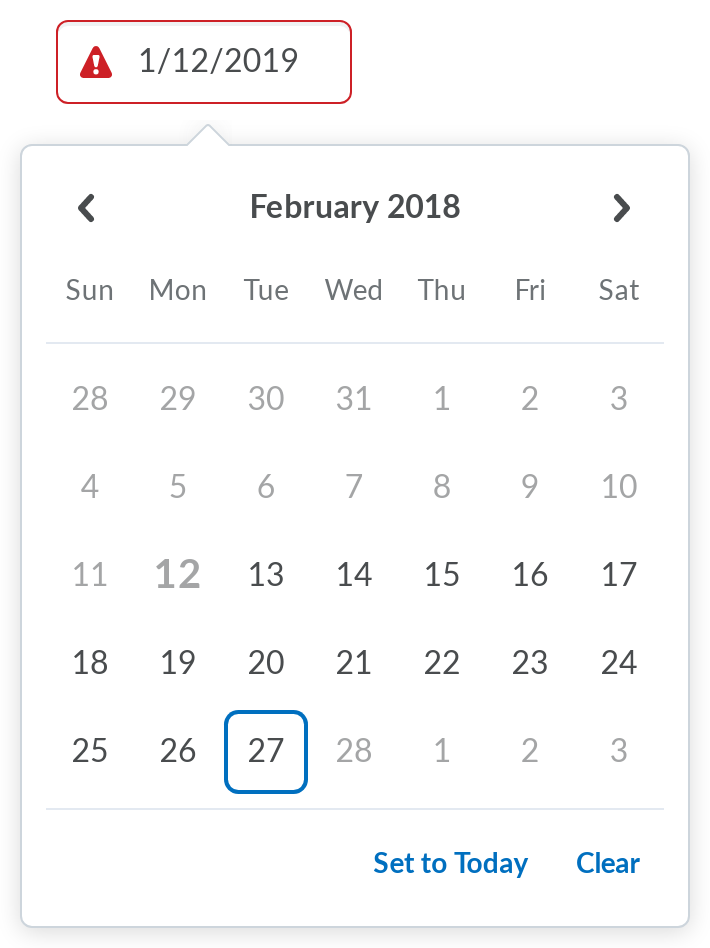 1/12/2019
February 2018
Sun Mon Tue Wed Thu Fri Sat
28 29 30 31 1 2 3
4 5 6 7 8 9 10
11 12 13 14 15 16 17
18 19 20 21 22 23 24
25 26 27 28 1 2 3
Set to Today Clear